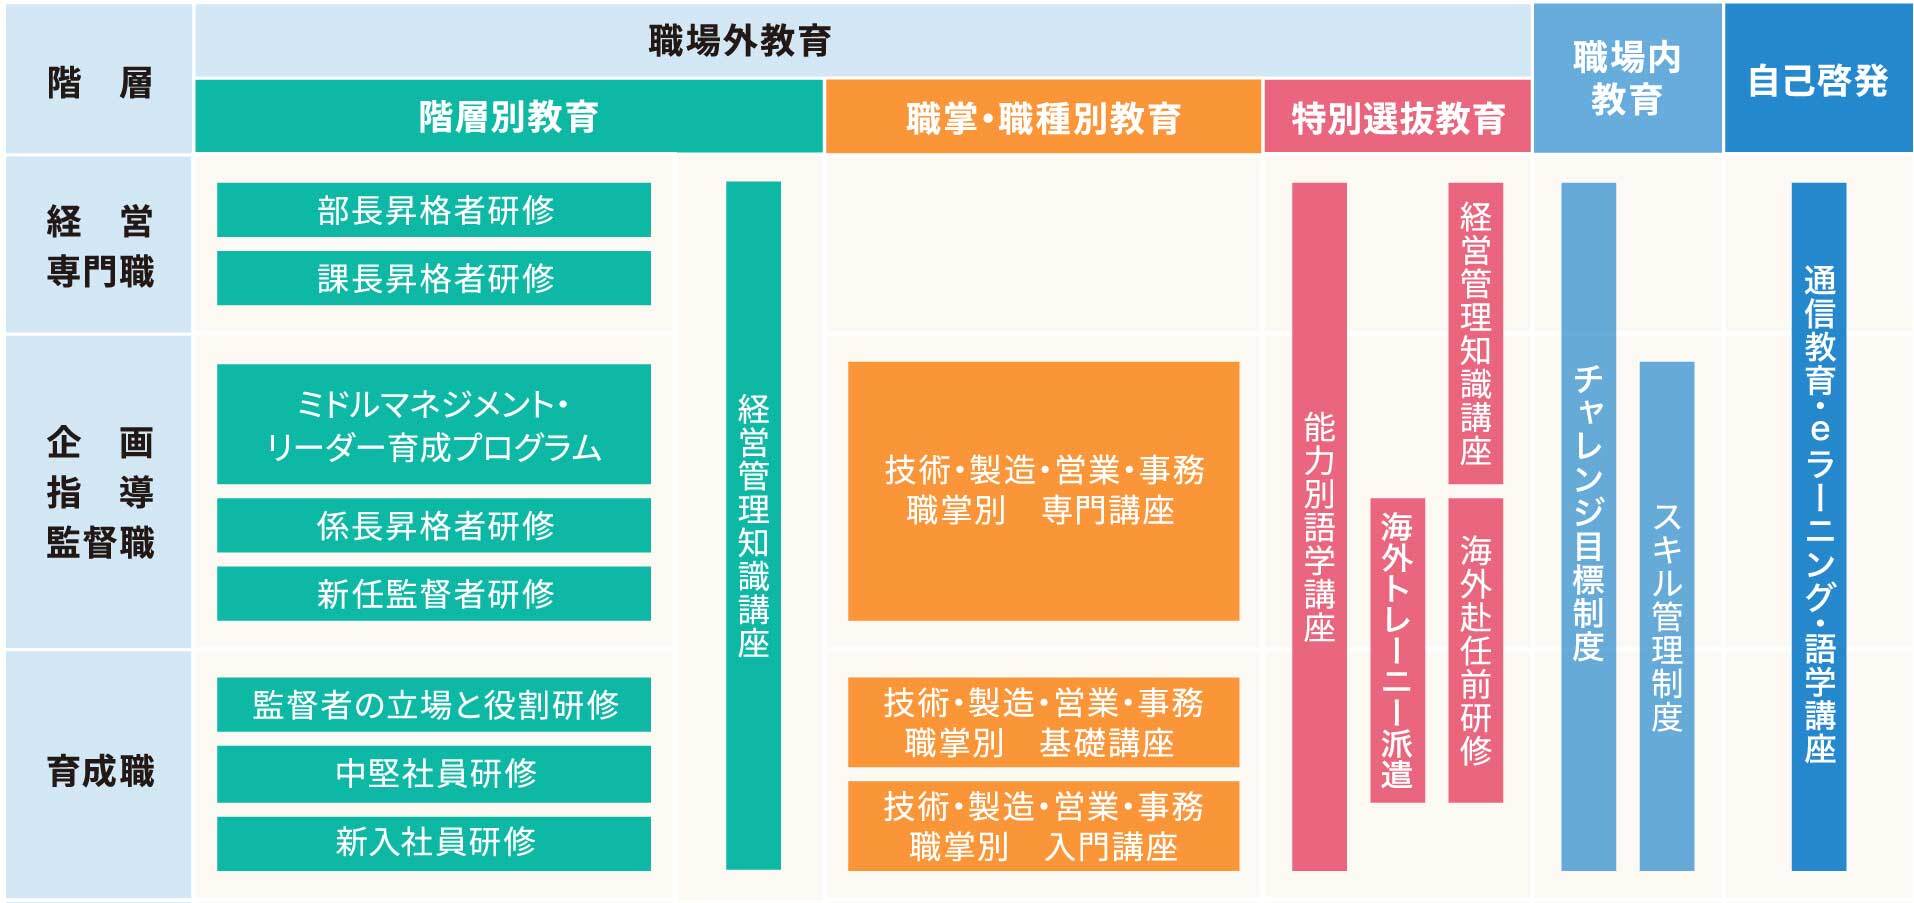 階　層
職場外教育
職場内
教育
自己啓発
階層別教育
職掌・職種別教育
特別選抜教育
経　営
専門職
部長昇格者研修
課長昇格者研修
企　画
指　導
監督職
ミドルマネジメント・
リーダー育成プログラム
係長昇格者研修
新任監督者研修
育成職
監督者の立場と役割研修
中堅社員研修
新入社員研修
経営管理知識講座
技術・製造・営業・事務
職掌別　専門講座
技術・製造・営業・事務
職掌別　基礎講座
技術・製造・営業・事務
職掌別　入門講座
能力別語学講座
海外トレーニー派遣
経営管理知識講座
海外赴任前研修
チャレンジ目標制度
スキル管理制度
通信教育・eラーニング・語学講座